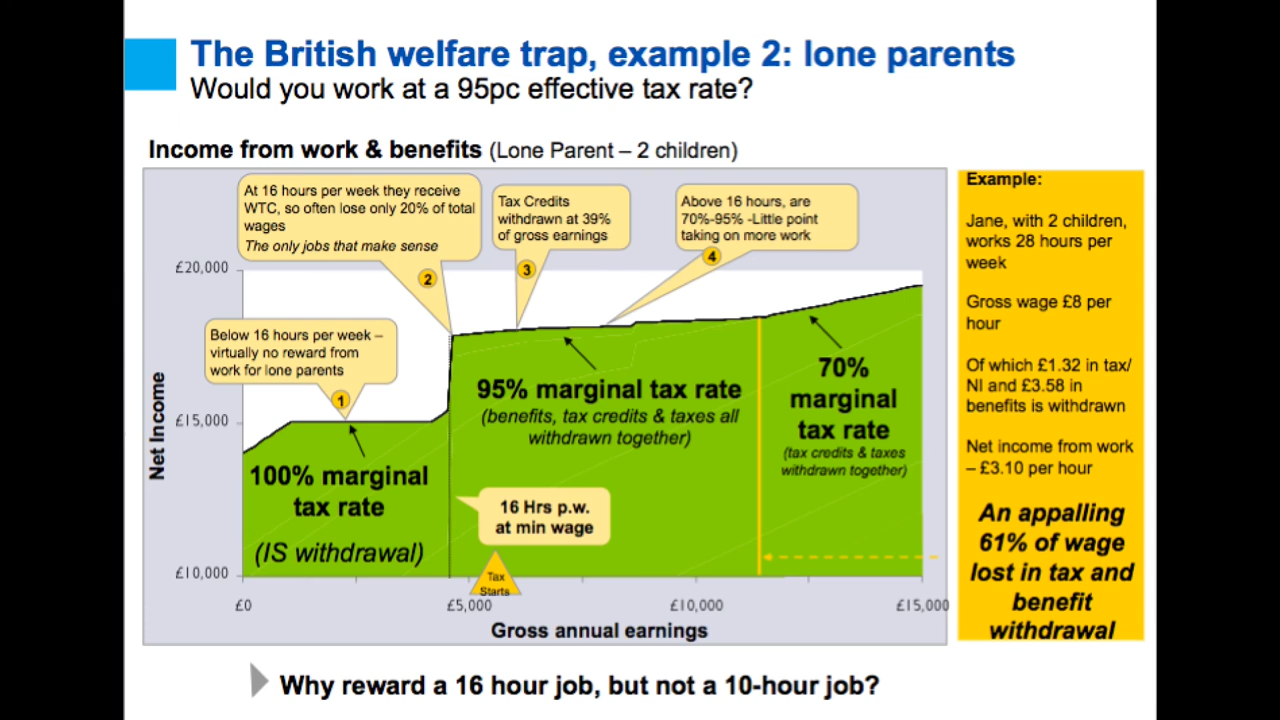 The British welfare trap, example 2: lone parents
Would you work at a 95pc effective tax rate?
Income from work & benefits (Lone Parent – 2 children)
At 16 hours per week they receive
WTC, so often lose only 20% of total
wages
The only jobs that make sense
2
Tax Credits
withdrawn at 39%
of gross earnings
3
Above 16 hours, are
70%-95% -Little point
taking on more work
4
Below 16 hours per week –
virtually no reward from
work for lone parents
1
Net Income
£20,000
£15,000
£10,000
100% marginal
tax rate
(IS withdrawal)
95% marginal tax rate
(benefits, tax credits & taxes all
withdrawn together)
70%
marginal
tax rate
(tax credits & taxes
withdrawn together)
16 Hrs p.w.
at min wage
Tax
Starts
£0
£5,000
£10,000
£15,000
Gross annual earnings
Example:
Jane, with 2 children,
works 28 hours per
week
Gross wage £8 per
hour
Of which £1.32 in tax/
NI and £3.58 in
benefits is withdrawn
Net income from work
– £3.10 per hour
An appalling
61% of wage
lost in tax and
benefit
withdrawal
Why reward a 16 hour job, but not a 10-hour job?